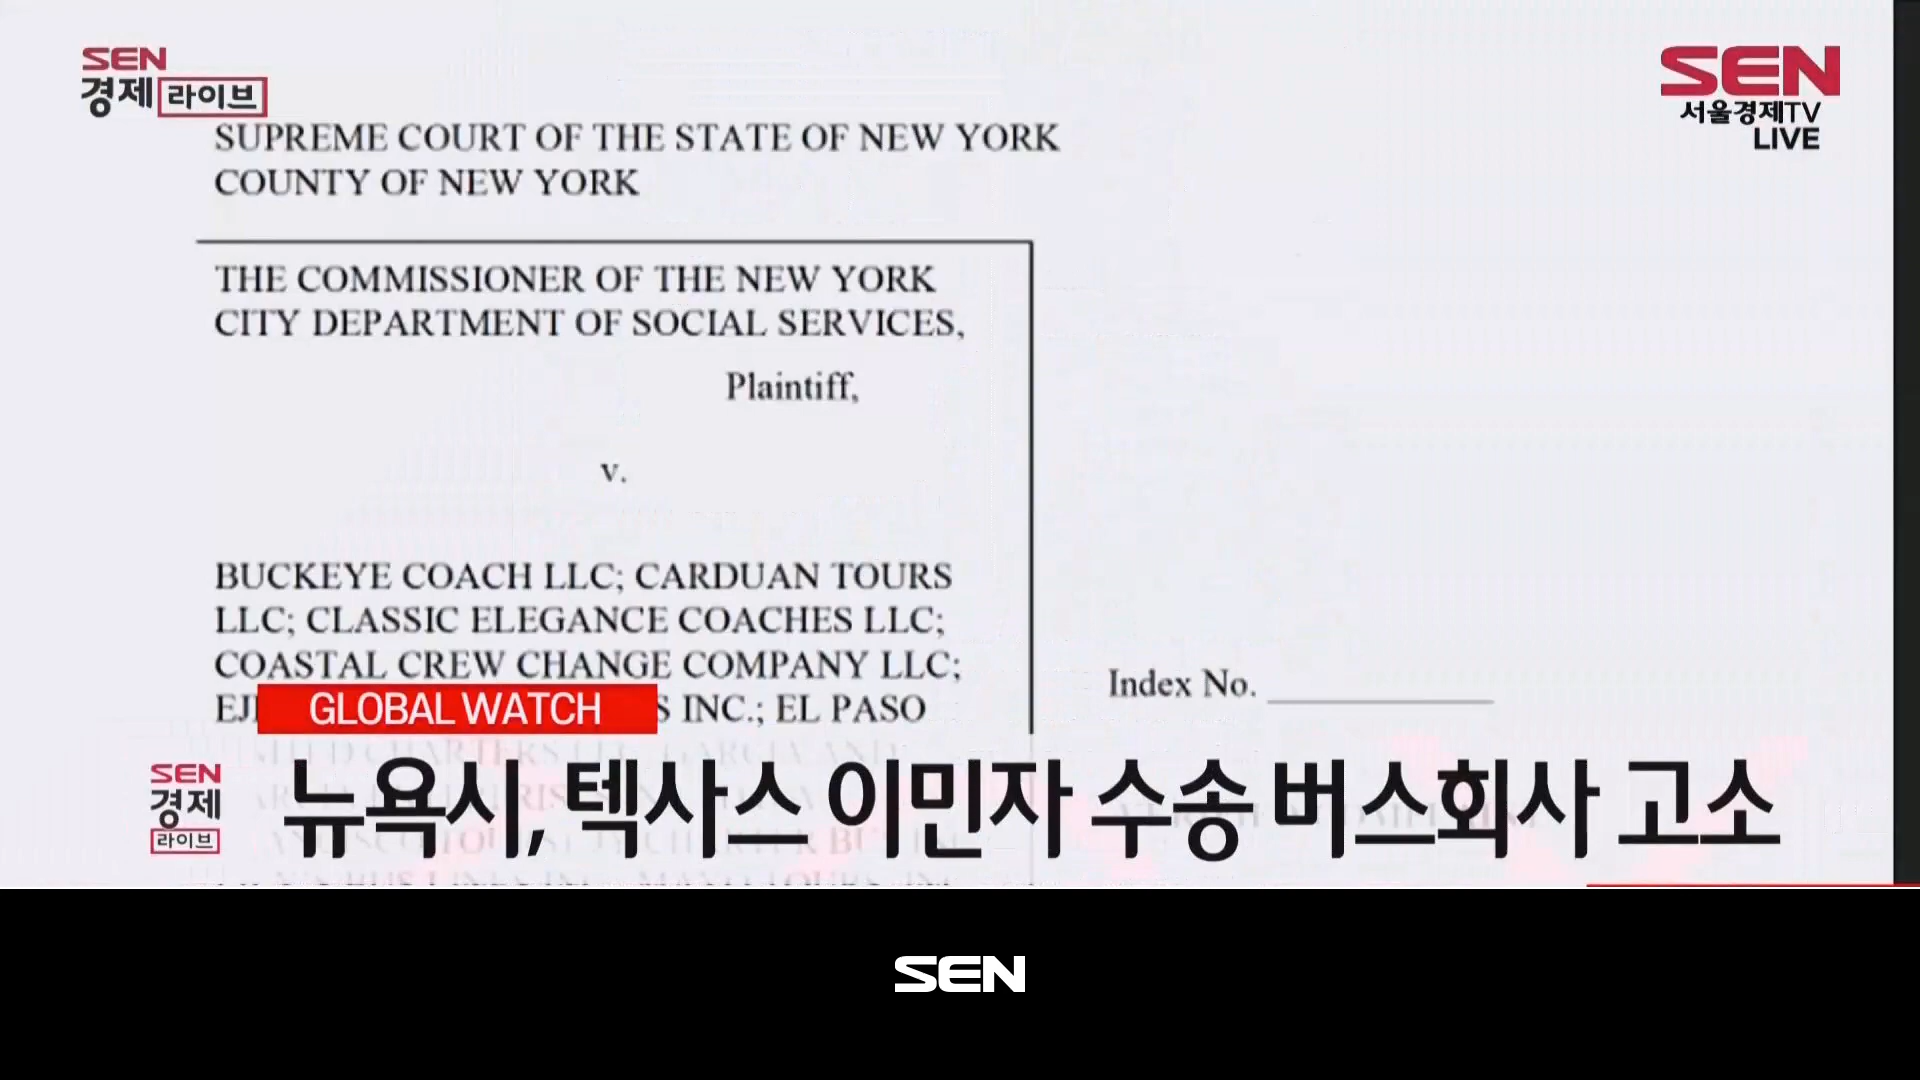 SEN
경제 라이브
SEN
서울경제TV
LIVE
SUPREME COURT OF THE STATE OF NEW YORK
COUNTY OF NEW YORK
THE COMMISSIONER OF THE NEW YORK
CITY DEPARTMENT OF SOCIAL SERVICES,
Plaintiff,
v.
BUCKEYE COACH LLC; CARDUAN TOURS
LLC; CLASSIC ELEGANCE COACHES LLC;
COASTAL CREW CHANGE COMPANY LLC;
INC.; EL PASO
Index No.
GLOBAL WATCH
SEN
경제
라이브
뉴욕시, 텍사스 이민자 수송 버스회사 고소
SEN